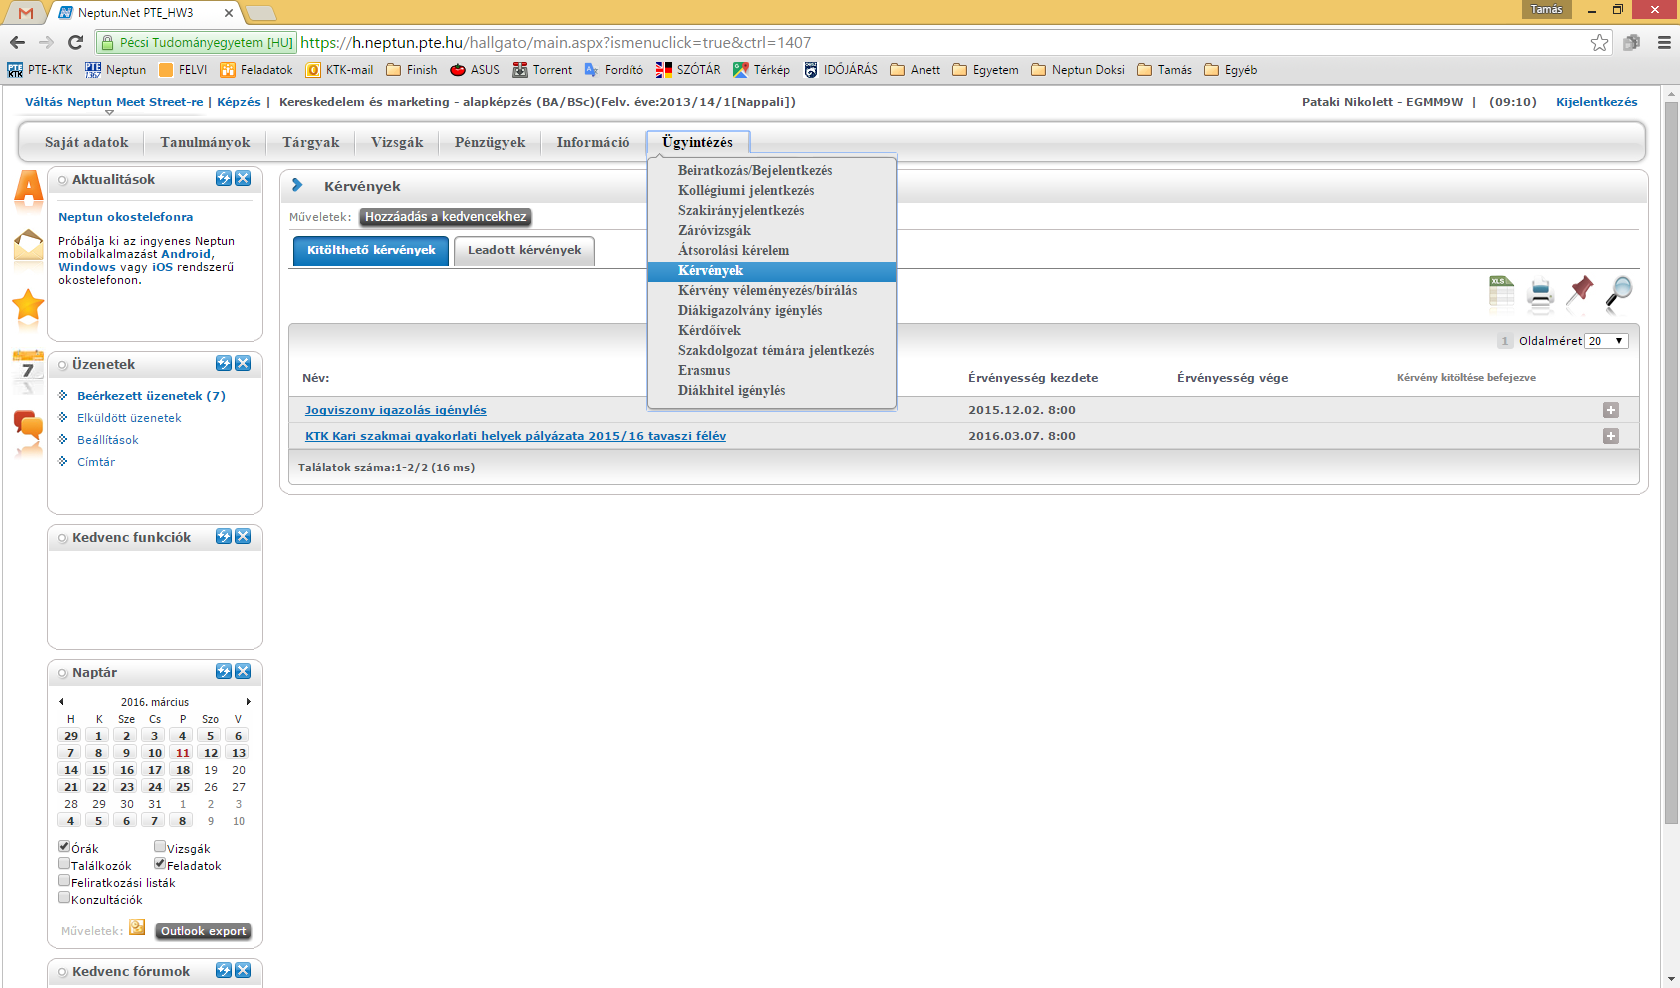 Neptun.Net PTE_HW3
Tamás
Pécsi Tudományegyetem [HU] https://h.neptun.pte.hu/hallgato/main.aspx?ismenuclick=true&ctrl=1407
PTE-KTK Neptun FELVI Feladatok KTK-mail Finish ASUS Torrent Fordító SZÓTÁR Térkép IDŐJÁRÁS Anett Egyetem Neptun Doksi Tamás Egyéb
Váltás Neptun Meet Street-re | Képzés | Kereskedelem és marketing - alapképzés (BA/BSc)(Felv. éve:2013/14/1[Nappali]) Pataki Nikolett - EGMM9W | (09:10) Kijelentkezés
Saját adatok Tanulmányok Tárgyak Vizsgák Pénzügyek Információ Ügyintézés
Beiratkozás/Bejelentkezés
Kollégiumi jelentkezés
Szakirányjelentkezés
Záróvizsgák
Átsorolási kérelem
Kérvények
Kérvény véleményezés/bírálás
Diákigazolvány igénylés
Kérdőívek
Szakdolgozat témára jelentkezés
Erasmus
Diákhitel igénylés
Aktualitások
Neptun okostelefonra
Próbálja ki az ingyenes Neptun
mobilalkalmazást Android,
Windows vagy iOS rendszerű
okostelefonon.
Üzenetek
Beérkezett üzenetek (7)
Elküldött üzenetek
Beállítások
Címtár
Kedvenc funkciók
Naptár
2016. március
H K Sze Cs P Szo V
29 1 2 3 4 5 6
7 8 9 10 11 12 13
14 15 16 17 18 19 20
21 22 23 24 25 26 27
28 29 30 31 1 2 3
4 5 6 7 8 9 10
Órák Vizsgák
Találkozók Feladatok
Feliratkozási listák
Konzultációk
Műveletek: Outlook export
Kedvenc fórumok
Kérvények
Műveletek: Hozzáadás a kedvencekhez
Kitölthető kérvények Leadott kérvények
XLS
1 Oldalméret 20
Név: Érvényesség kezdete Érvényesség vége Kérvény kitöltése befejezve
Jogviszony igazolás igénylés 2015.12.02. 8:00
KTK Kari szakmai gyakorlati helyek pályázata 2015/16 tavaszi félév 2016.03.07. 8:00
Találatok száma:1-2/2 (16 ms)